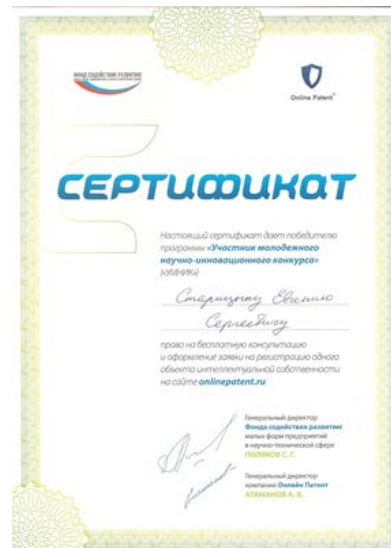 ФОНД СОДЕЙСТВИЯ РАЗВИТИЮ
Online Patent
СЕРТИФИКАТ
Настоящий сертификат дает победителю
программы «Участник молодежного
научно-инновационного конкурса»
(«УМНИК»)
Евгению
Сергеевичу
право на бесплатную консультацию
и оформление заявки на регистрацию одного
объекта интеллектуальной собственности
на сайте onlinepatent.ru
Генеральный директор
Фонда содействия развитию
малых форм предприятий
в научно-технической сфере
ПОЛЯКОВ С. Г.
Генеральный директор
компании Онлайн Патент
АТАМАНОВ А. В.